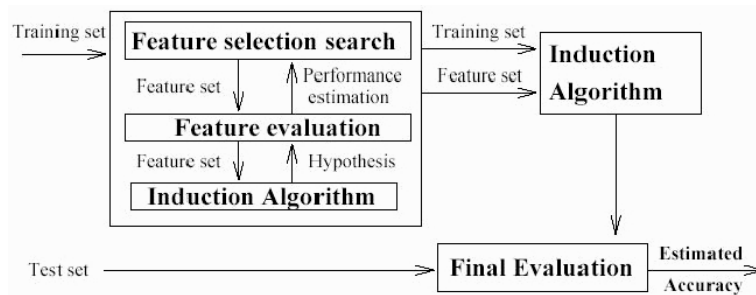 Training set
Feature selection search
Training set
Feature set
Performance
estimation
Feature set
Induction
Algorithm
Feature evaluation
Feature set
Hypothesis
Induction Algorithm
Test set
Final Evaluation
Estimated
Accuracy